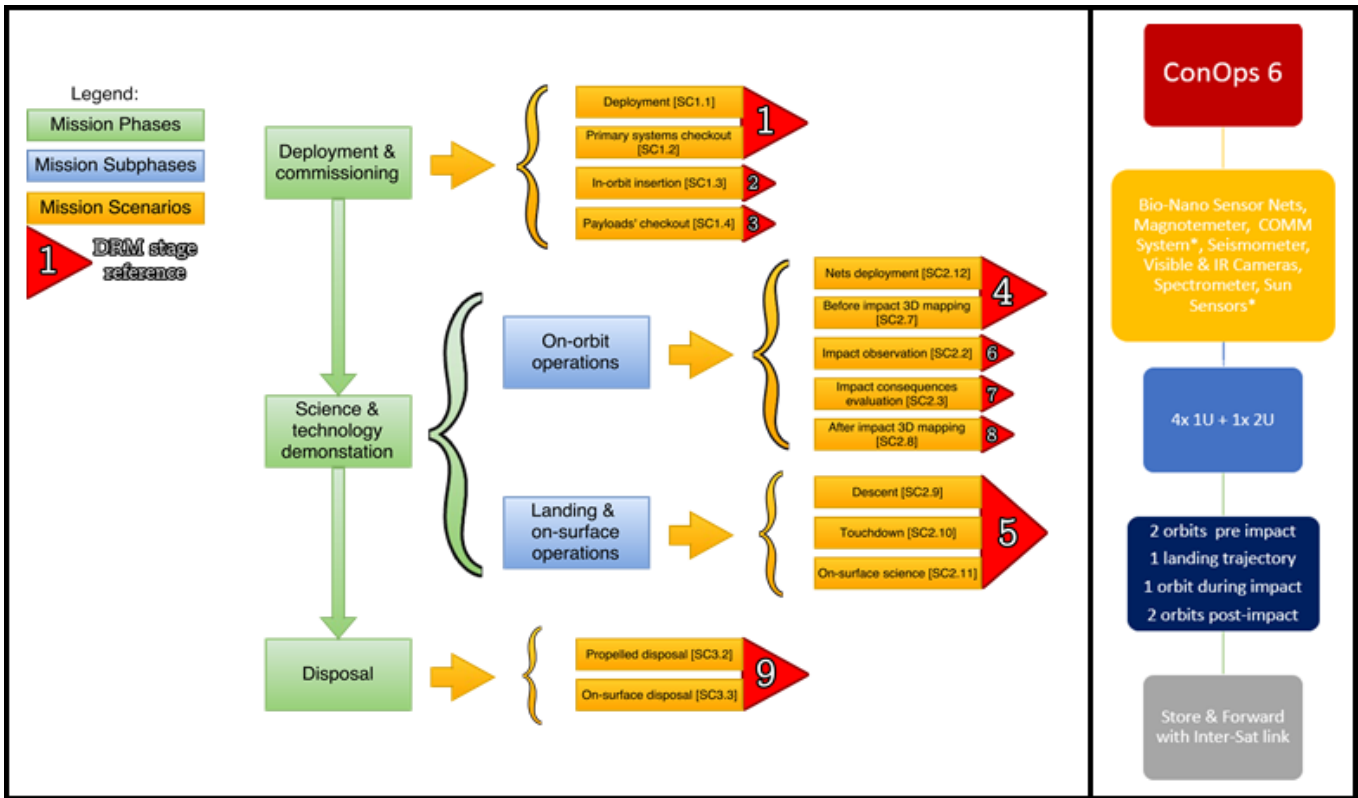 Legend:
Mission Phases
Mission Subphases
Mission Scenarios
1
DRM stage
reference
Deployment &
commissioning
Deployment [SC1.1]
Primary systems checkout
[SC1.2]
1
In-orbit insertion [SC1.3]
2
Payloads' checkout [SC1.4]
3
Science &
technology
demonstation
On-orbit
operations
Nets deployment [SC2.12]
Before impact 3D mapping
[SC2.7]
4
Impact observation [SC2.2]
6
Impact consequences
evaluation [SC2.3]
7
After impact 3D mapping
[SC2.8]
8
Landing &
on-surface
operations
Descent [SC2.9]
Touchdown [SC2.10]
On-surface science [SC2.11]
5
Disposal
Propelled disposal [SC3.2]
On-surface disposal [SC3.3]
9
ConOps 6
Bio-Nano Sensor Nets,
Magnotemeter, COMM
System*, Seismometer,
Visible & IR Cameras,
Spectrometer, Sun
Sensors*
4x 1U + 1x 2U
2 orbits pre impact
1 landing trajectory
1 orbit during impact
2 orbits post-impact
Store & Forward
with Inter-Sat link